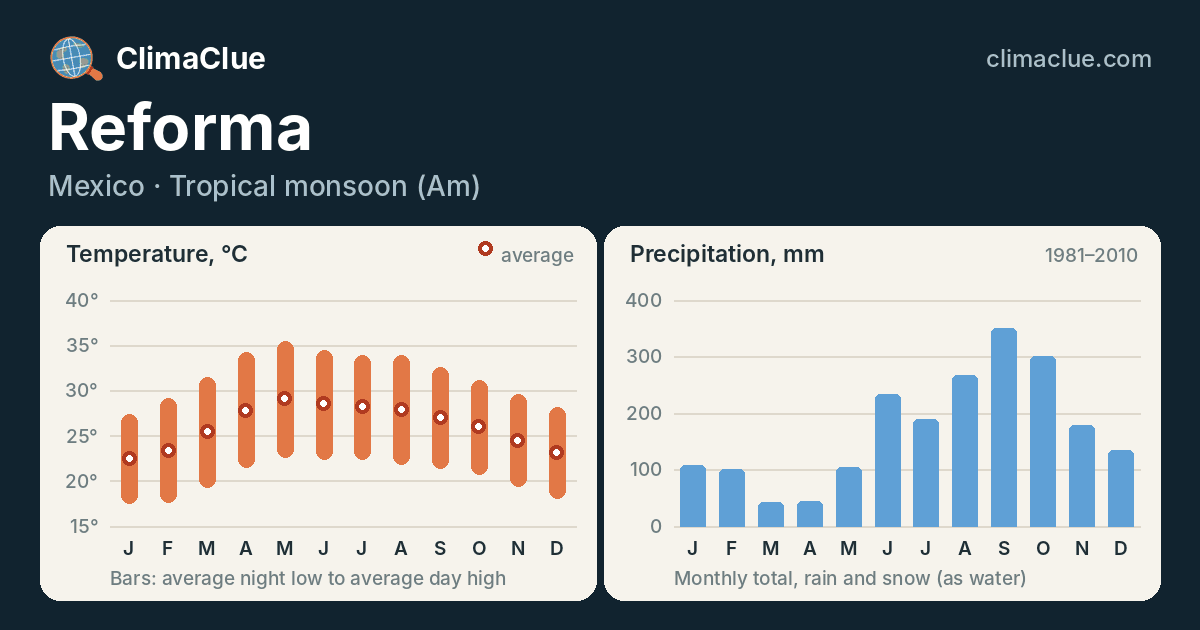 ClimaClue
climaclue.com
Reforma
Mexico · Tropical monsoon (Am)
Temperature, °C
average
40°
35°
30°
25°
20°
15°
J F M A M J J A S O N D
Bars: average night low to average day high
Precipitation, mm
1981–2010
400
300
200
100
0
J F M A M J J A S O N D
Monthly total, rain and snow (as water)